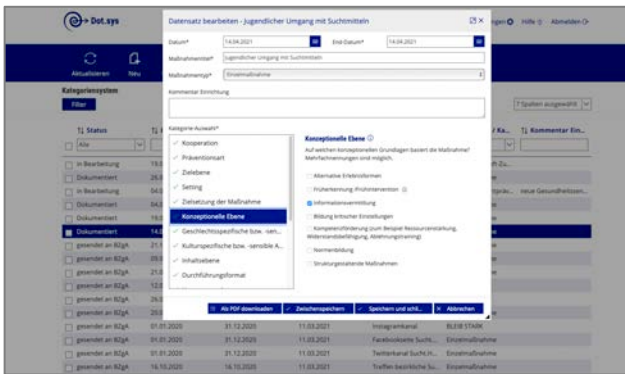 Dot.sys
Hilfe
Abmelden
Aktualisieren
Neu
Kategoriensystem
Filter
7 Spalten ausgewählt
Status
Kommentar Ein...
Alle
in Bearbeitung
Dokumentiert
in Bearbeitung
neue Gesundheitssen...
Dokumentiert
Dokumentiert
Dokumentiert
gesendet an BZgA
gesendet an BZgA
gesendet an BZgA
gesendet an BZgA
gesendet an BZgA
gesendet an BZgA
gesendet an BZgA 01.01.2020 31.12.2020 11.03.2021 Instagramkanal BLEIB STARK
gesendet an BZgA 01.01.2020 31.12.2020 11.03.2021 Facebookseite Sucht... Einzelmaßnahme
gesendet an BZgA 01.01.2020 31.12.2020 11.03.2021 Twitterkanal Sucht.H... Einzelmaßnahme
gesendet an BZgA 16.10.2020 16.10.2020 11.03.2021 Treffen bezirkliche Su... Einzelmaßnahme
Datensatz bearbeiten - Jugendlicher Umgang mit Suchtmitteln
Datum* 14.04.2021 End-Datum* 14.04.2021
Maßnahmentitel* Jugendlicher Umgang mit Suchtmitteln
Maßnahmentyp* Einzelmaßnahme
Kommentar Einrichtung
Kategorie-Auswahl*
Kooperation
Präventionsart
Zielebene
Setting
Zielsetzung der Maßnahme
Konzeptionelle Ebene
Geschlechtsspezifische bzw. -sen...
Kulturspezifische bzw. -sensible A...
Inhaltsebene
Durchführungsformat
Konzeptionelle Ebene
Auf welchen konzeptionellen Grundlagen basiert die Maßnahme?
Mehrfachnennungen sind möglich.
Alternative Erlebnisformen
Früherkennung /Frühintervention
Informationsvermittlung
Bildung kritischer Einstellungen
Kompetenzförderung (zum Beispiel Ressourcenstärkung,
Widerstandsbefähigung, Ablehnungstraining)
Normenbildung
Strukturgestaltende Maßnahmen
Als PDF downloaden
Zwischenspeichern
Speichern und schli...
Abbrechen